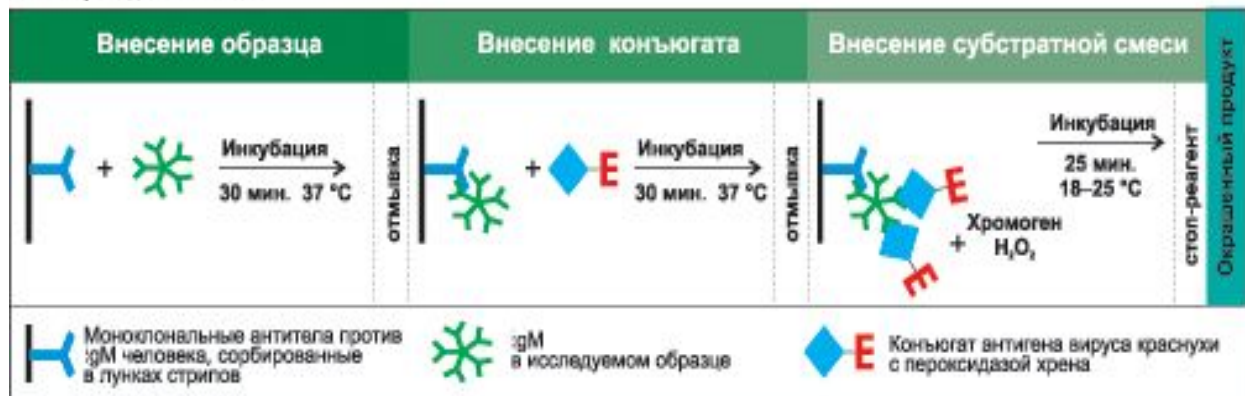 Внесение образца
Внесение конъюгата
Внесение субстратной смеси
+
Инкубация
30 мин. 37 °C
отмывка
+
E
Инкубация
30 мин. 37 °C
отмывка
E
E
+
Хромоген
H₂O₂
Инкубация
25 мин.
18–25 °C
стоп-реагент
Окрашенный продукт
Моноклональные антитела против
IgM человека, сорбированные
в лунках стрипов
IgM
в исследуемом образце
E
Конъюгат антигена вируса краснухи
с пероксидазой хрена